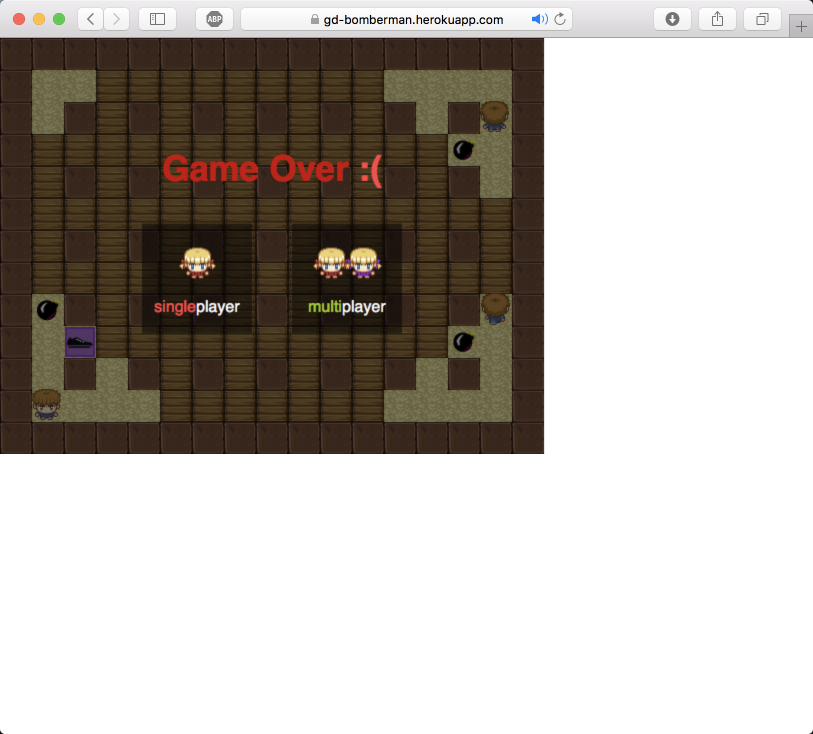 ABP
gd-bomberman.herokuapp.com
Game Over :(
singleplayer
multiplayer